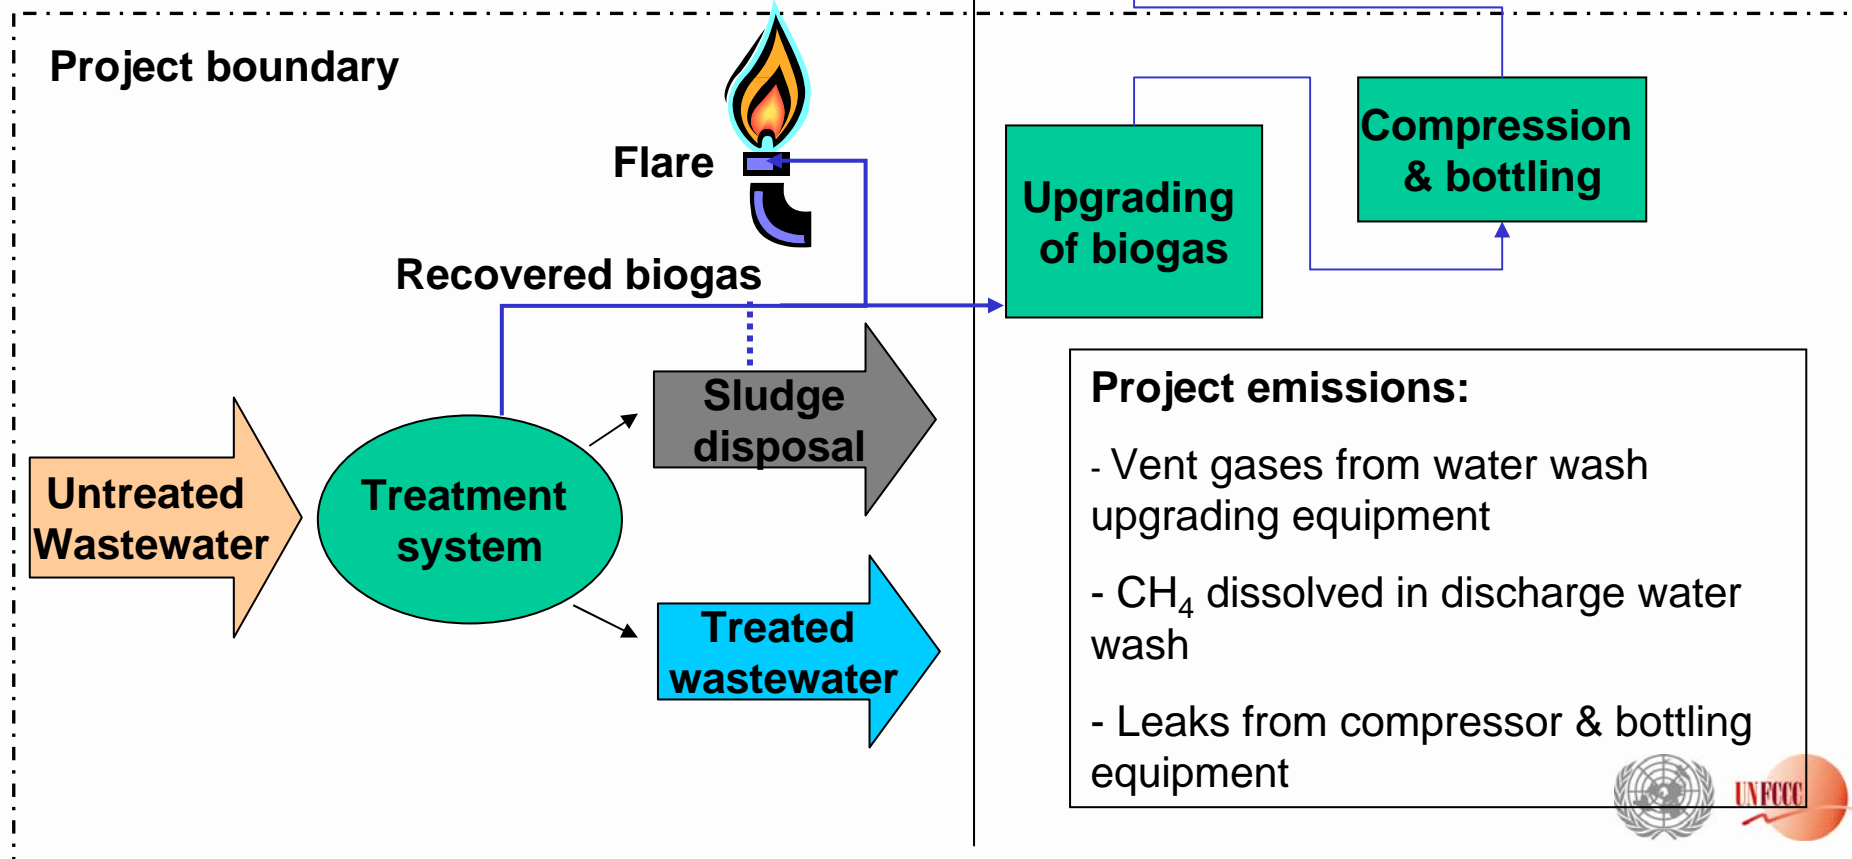 Project boundary
Flare
Recovered biogas
Untreated
Wastewater
Treatment
system
Sludge
disposal
Treated
wastewater
Upgrading
of biogas
Compression
& bottling
Project emissions:
- Vent gases from water wash
upgrading equipment
- CH₄ dissolved in discharge water
wash
- Leaks from compressor & bottling
equipment
UNFCCC